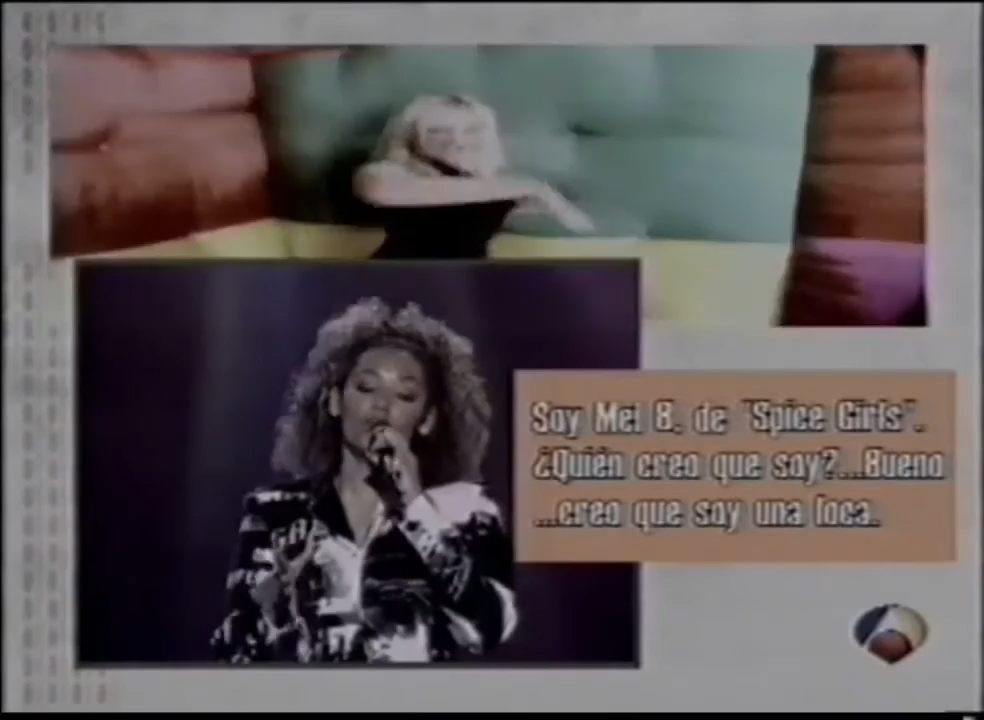 Soy Mel B, de "Spice Girls".
¿Quién creo que soy?...Bueno
...creo que soy una loca.